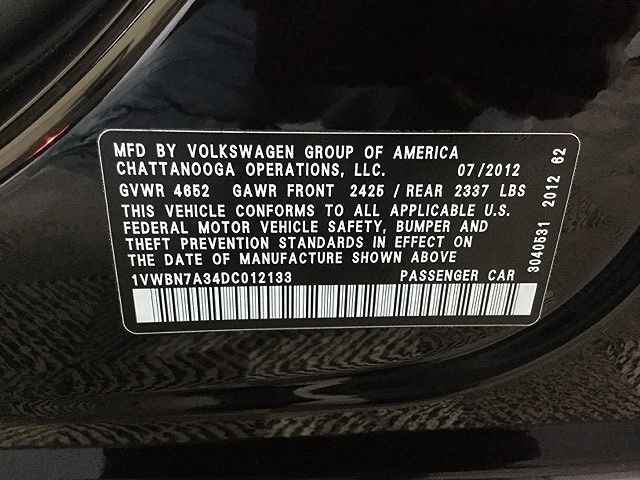 MFD BY VOLKSWAGEN GROUP OF AMERICA
CHATTANOOGA OPERATIONS, LLC. 07/2012
GVWR 4652 GAWR FRONT 2425 / REAR 2337 LBS
THIS VEHICLE CONFORMS TO ALL APPLICABLE U.S.
FEDERAL MOTOR VEHICLE SAFETY, BUMPER AND
THEFT PREVENTION STANDARDS IN EFFECT ON
THE DATE OF MANUFACTURE SHOWN ABOVE
1VWBN7A34DC012133 PASSENGER CAR
3040531 2012 62